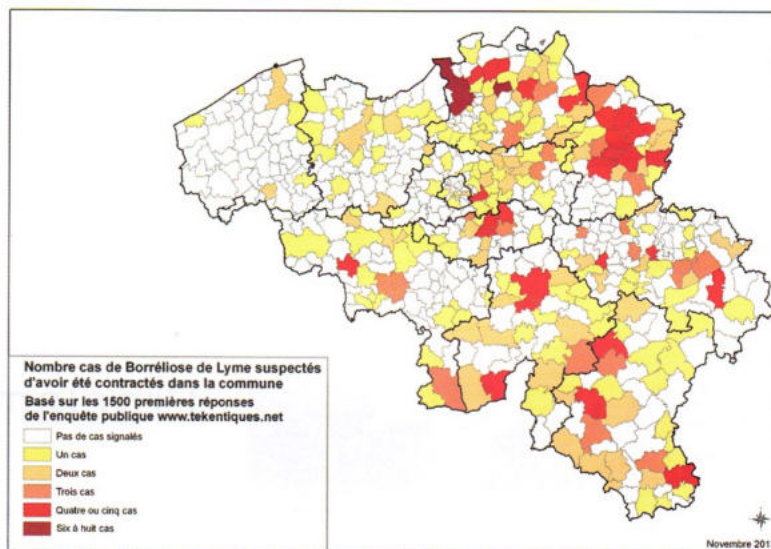 Nombre cas de Borréliose de Lyme suspectés
d'avoir été contractés dans la commune
Basé sur les 1500 premières réponses
de l'enquête publique www.tekentiques.net
Pas de cas signalés
Un cas
Deux cas
Trois cas
Quatre ou cinq cas
Six à huit cas
Novembre 201